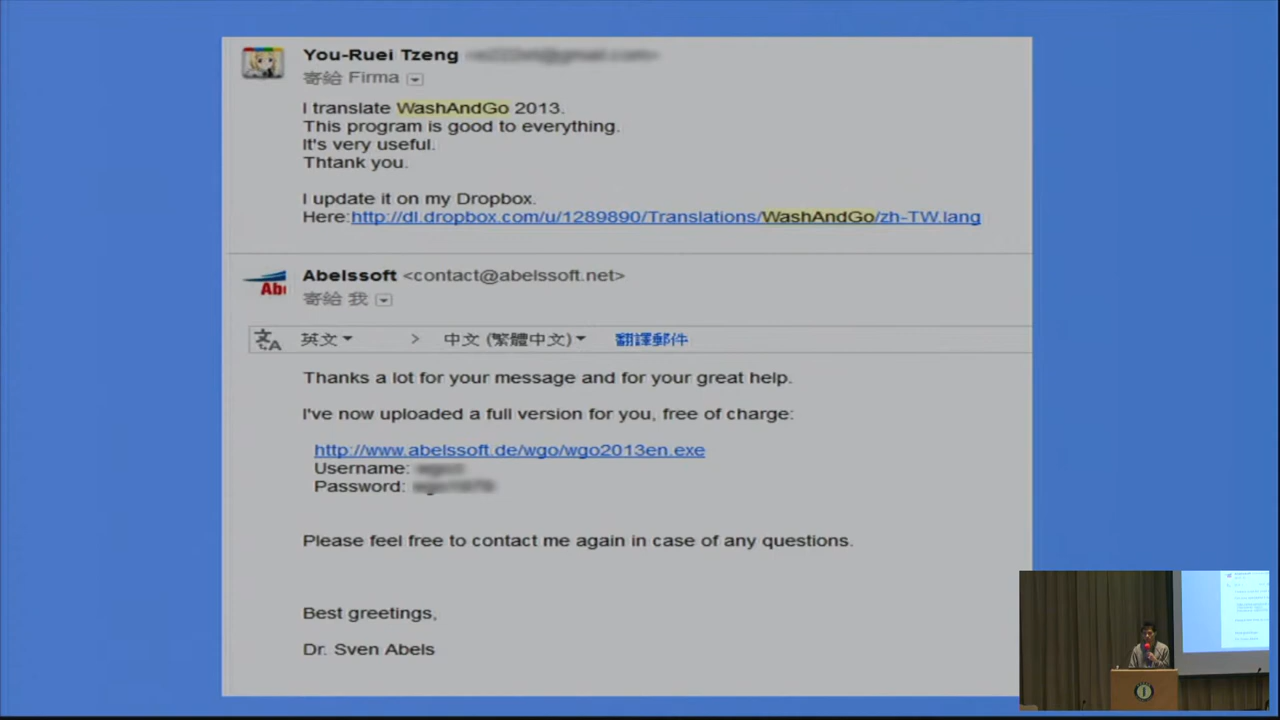 You-Ruei Tzeng
寄給 Firma
I translate WashAndGo 2013.
This program is good to everything.
It's very useful.
Thtank you.
I update it on my Dropbox.
Here:http://dl.dropbox.com/u/1289890/Translations/WashAndGo/zh-TW.lang
Abelssoft <contact@abelssoft.net>
寄給 我
英文 > 中文 (繁體中文) 翻譯郵件
Thanks a lot for your message and for your great help.
I've now uploaded a full version for you, free of charge:
http://www.abelssoft.de/wgo/wgo2013en.exe
Username:
Password:
Please feel free to contact me again in case of any questions.
Best greetings,
Dr. Sven Abels